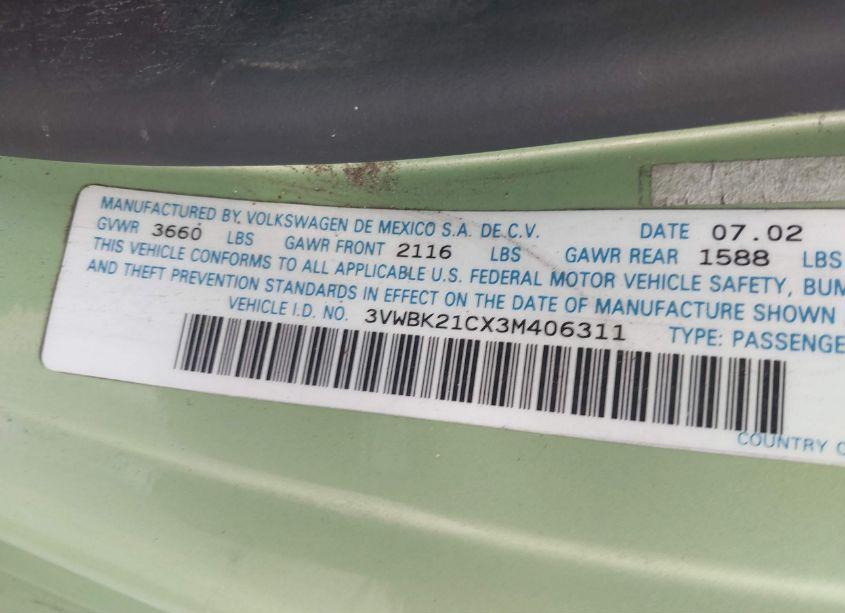 MANUFACTURED BY, VOLKSWAGEN DE MEXICO S.A. DE C.V. DATE 07.02
GVWR 3660 LBS GAWR FRONT 2116 LBS GAWR REAR 1588 LBS
THIS VEHICLE CONFORMS TO ALL APPLICABLE U.S. FEDERAL MOTOR VEHICLE SAFETY, BUM
AND THEFT PREVENTION STANDARDS IN EFFECT ON THE DATE OF MANUFACTURE SHOWN
VEHICLE I.D. NO. 3VWBK21CX3M406311 TYPE: PASSENGE
COUNTRY O